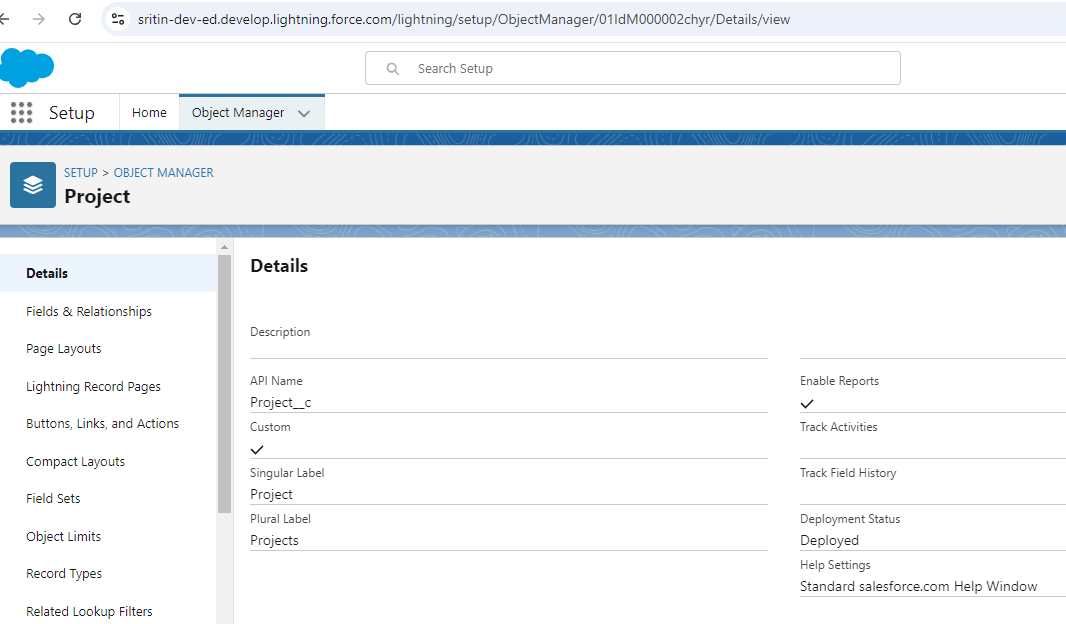 sritin-dev-ed.develop.lightning.force.com/lightning/setup/ObjectManager/01IdM000002chyr/Details/view
Search Setup
Setup
Home
Object Manager
SETUP > OBJECT MANAGER
Project
Details
Fields & Relationships
Page Layouts
Lightning Record Pages
Buttons, Links, and Actions
Compact Layouts
Field Sets
Object Limits
Record Types
Related Lookup Filters
Details
Description
API Name
Project__c
Custom
Singular Label
Project
Plural Label
Projects
Enable Reports
Track Activities
Track Field History
Deployment Status
Deployed
Help Settings
Standard salesforce.com Help Window